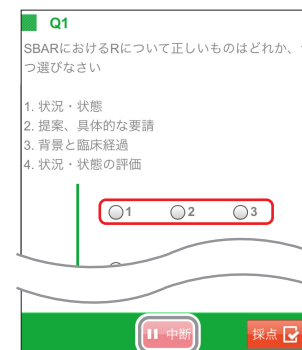 Q1
SBARにおけるRについて正しいものはどれか、
つ選びなさい
1. 状況・状態
2. 提案、具体的な要請
3. 背景と臨床経過
4. 状況・状態の評価
1 2 3
中断 採点